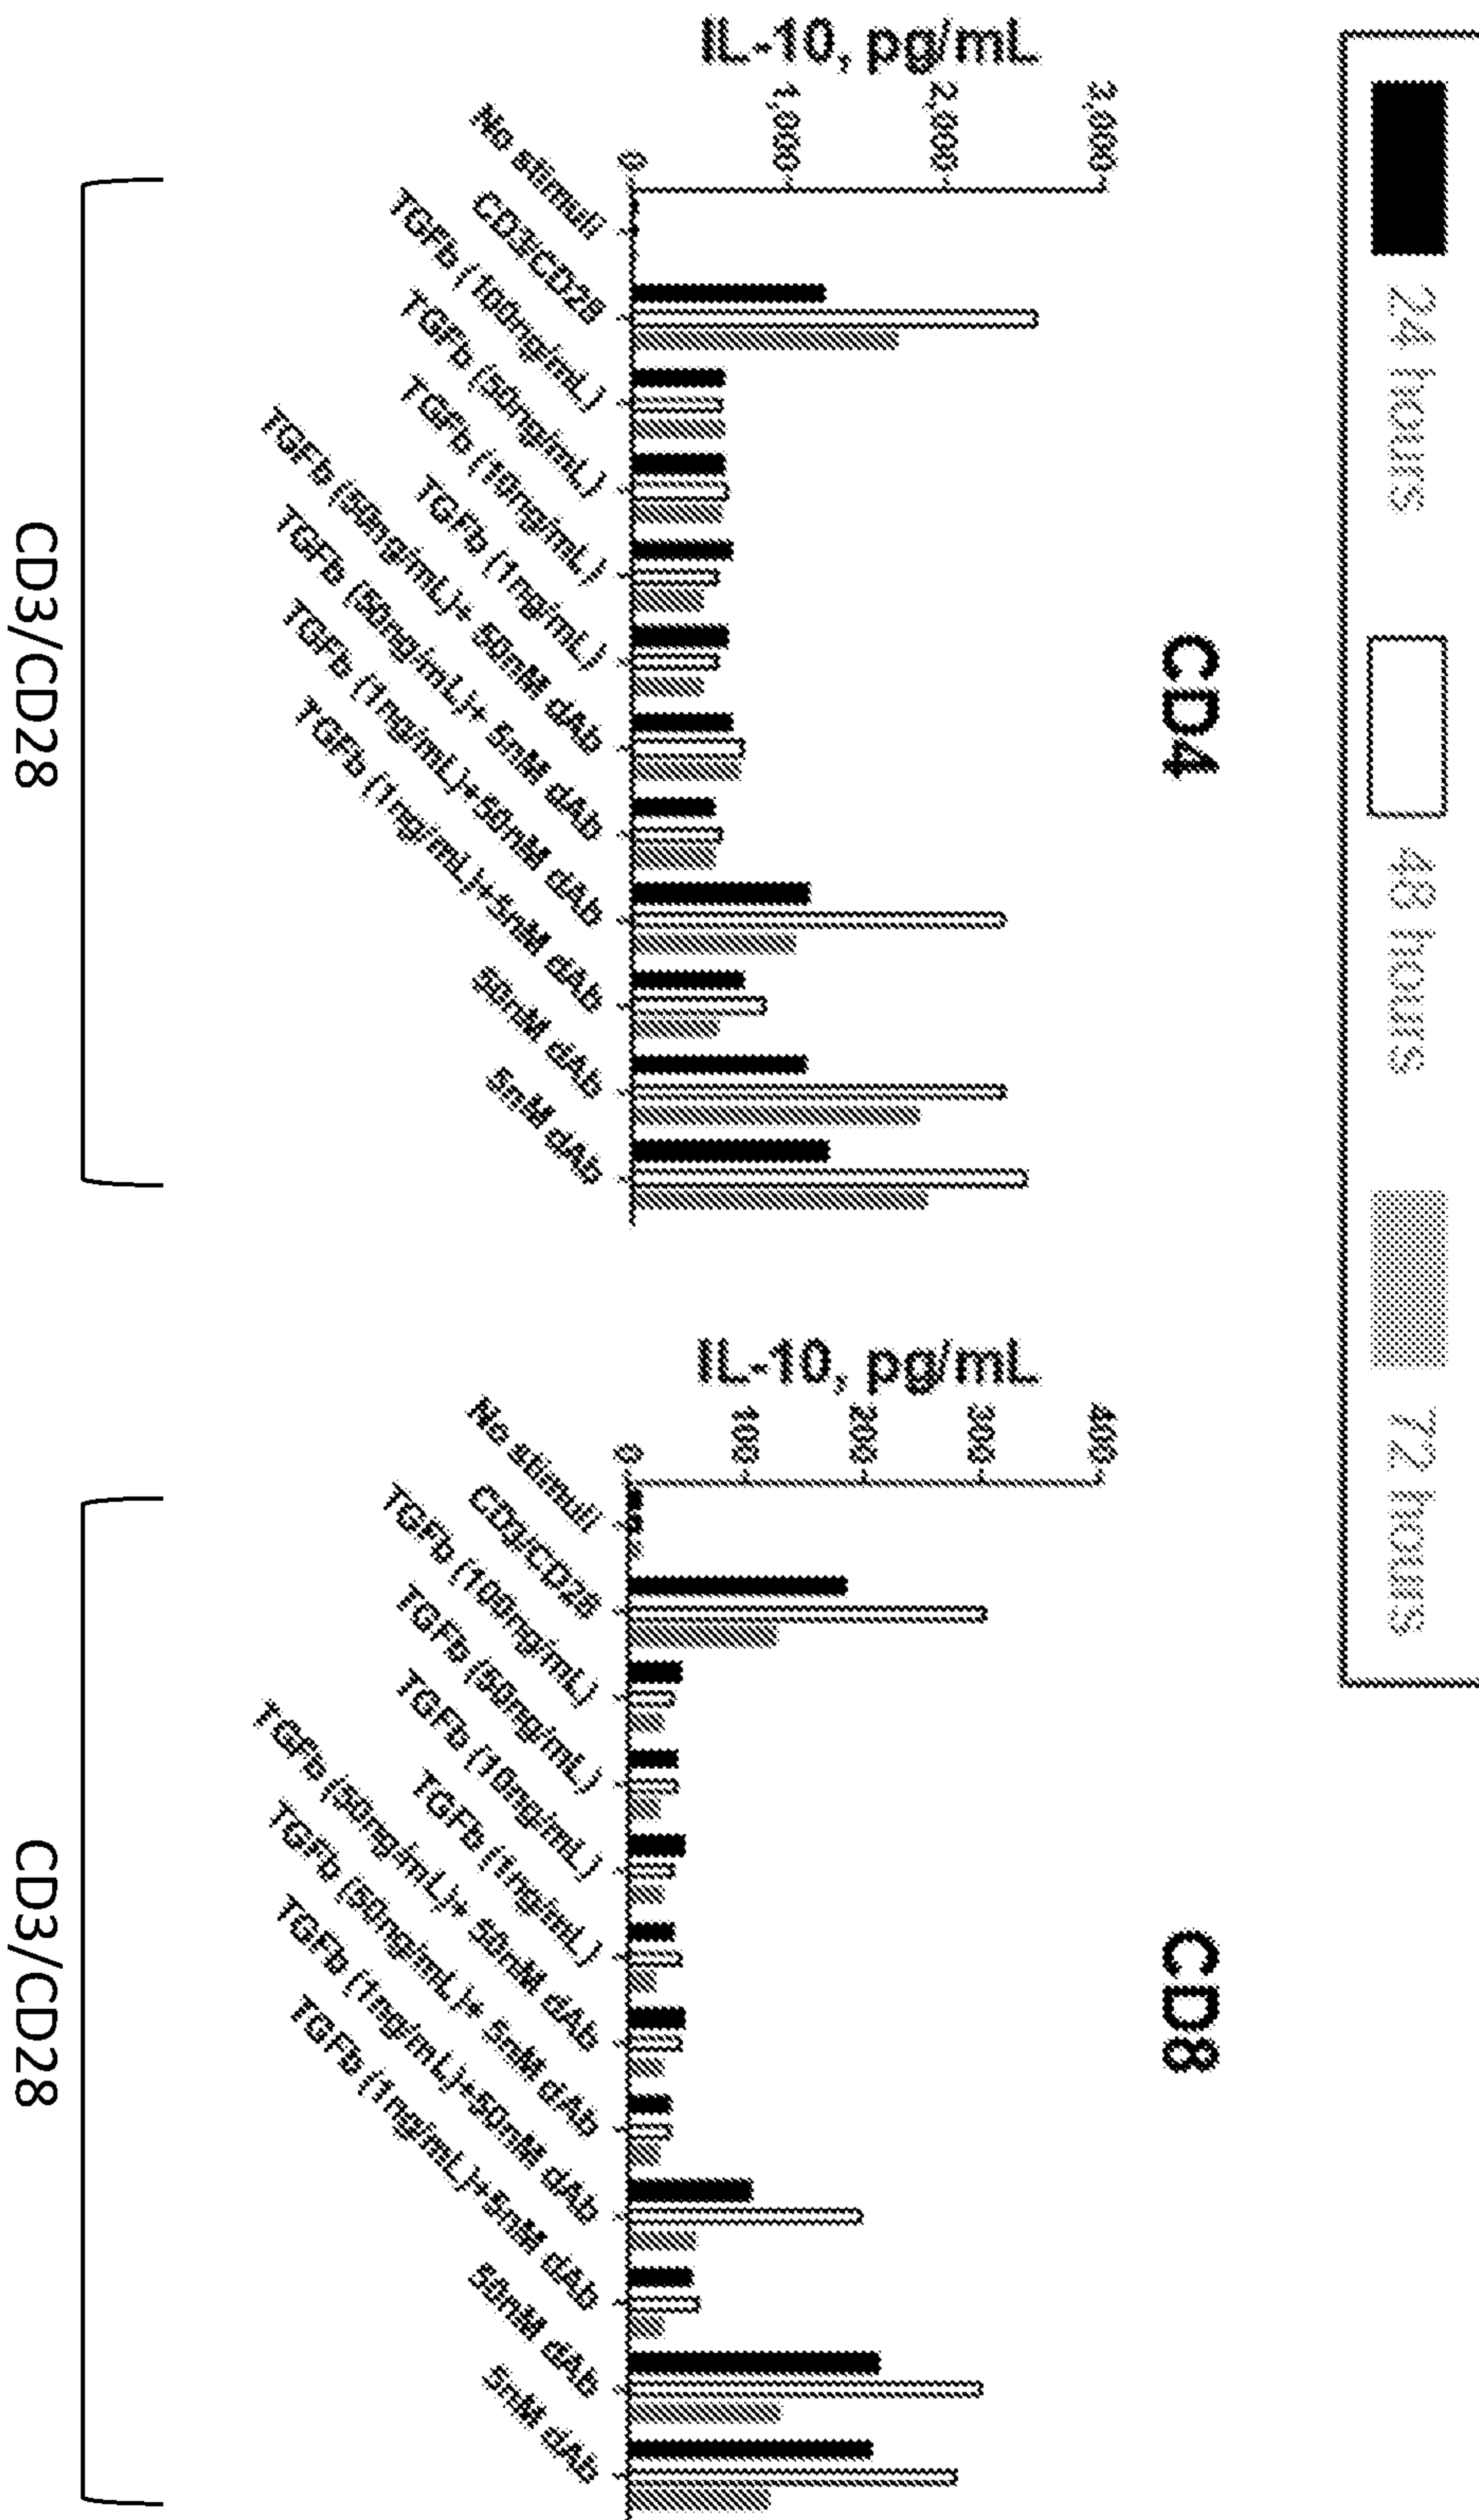 24 hours
48 hours
72 hours
CD4
IL-10, pg/mL
3,000
2,000
1,000
0
No stimuli
CD3/CD28
TGFb (100ng/mL)
TGFb (50ng/mL)
TGFb (10ng/mL)
TGFb (1ng/mL)
TGFb (50ng/mL)+ 50nM dAb
TGFb (50ng/mL)+ 5nM dAb
TGFb (1ng/mL)+50nM dAb
TGFb (1ng/mL)+5nM dAb
50nM dAb
5nM dAb
CD3/CD28
CD8
IL-10, pg/mL
400
300
200
100
0
No stimuli
CD3/CD28
TGFb (100ng/mL)
TGFb (50ng/mL)
TGFb (10ng/mL)
TGFb (1ng/mL)
TGFb (50ng/mL)+ 50nM dAb
TGFb (50ng/mL)+ 5nM dAb
TGFb (1ng/mL)+50nM dAb
TGFb (1ng/mL)+5nM dAb
50nM dAb
5nM dAb
CD3/CD28